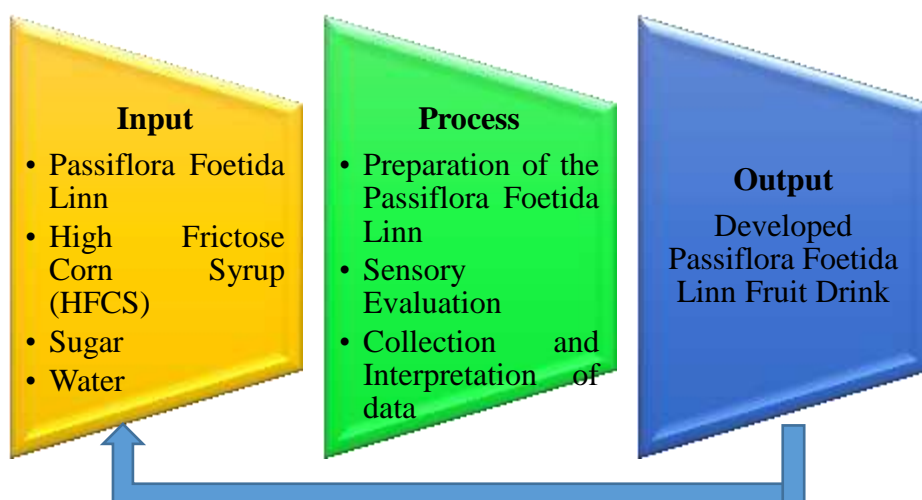 Input
• Passiflora Foetida
Linn
• High Frictose
Corn Syrup
(HFCS)
• Sugar
• Water
Process
• Preparation of the
Passiflora Foetida
Linn
• Sensory
Evaluation
• Collection and
Interpretation of
data
Output
Developed
Passiflora Foetida
Linn Fruit Drink